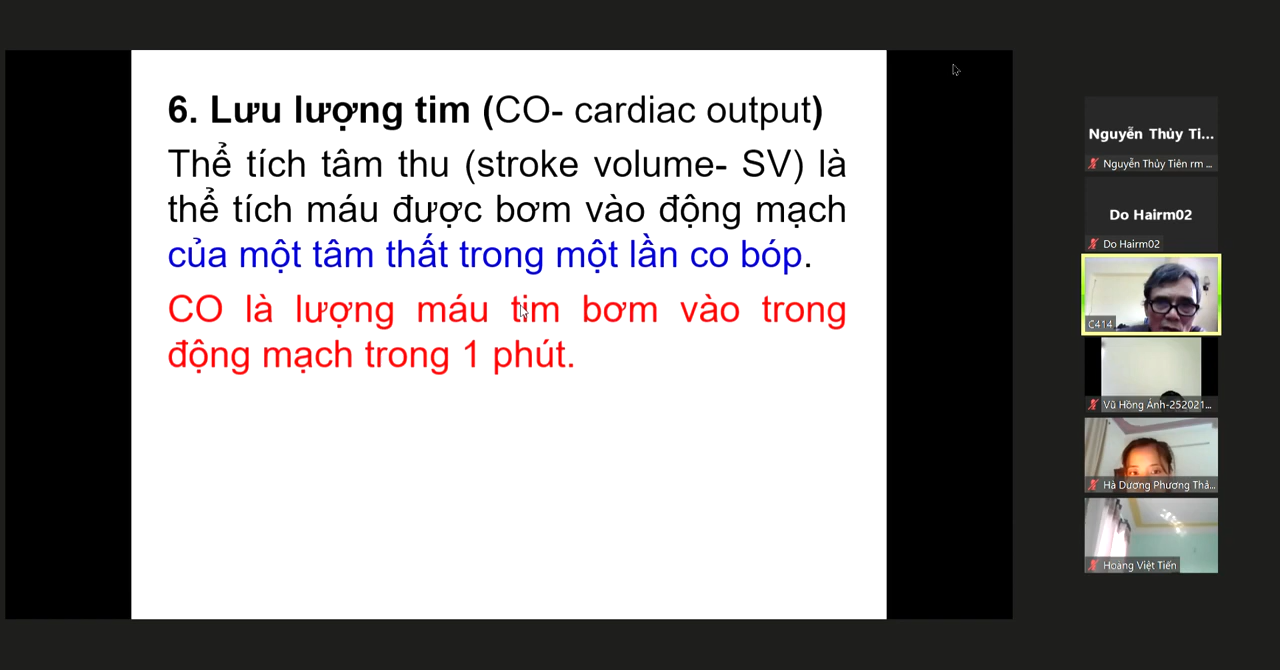 6. Lưu lượng tim (CO- cardiac output)
Thể tích tâm thu (stroke volume- SV) là
thể tích máu được bơm vào động mạch
của một tâm thất trong một lần co bóp.
CO là lượng máu tim bơm vào trong
động mạch trong 1 phút.
Nguyễn Thủy Ti...
Nguyễn Thủy Tiên rm ...
Do Hairm02
Do Hairm02
C414
Vũ Hồng Ánh-252021...
Hà Dương Phương Thả...
Hoàng Việt Tiến